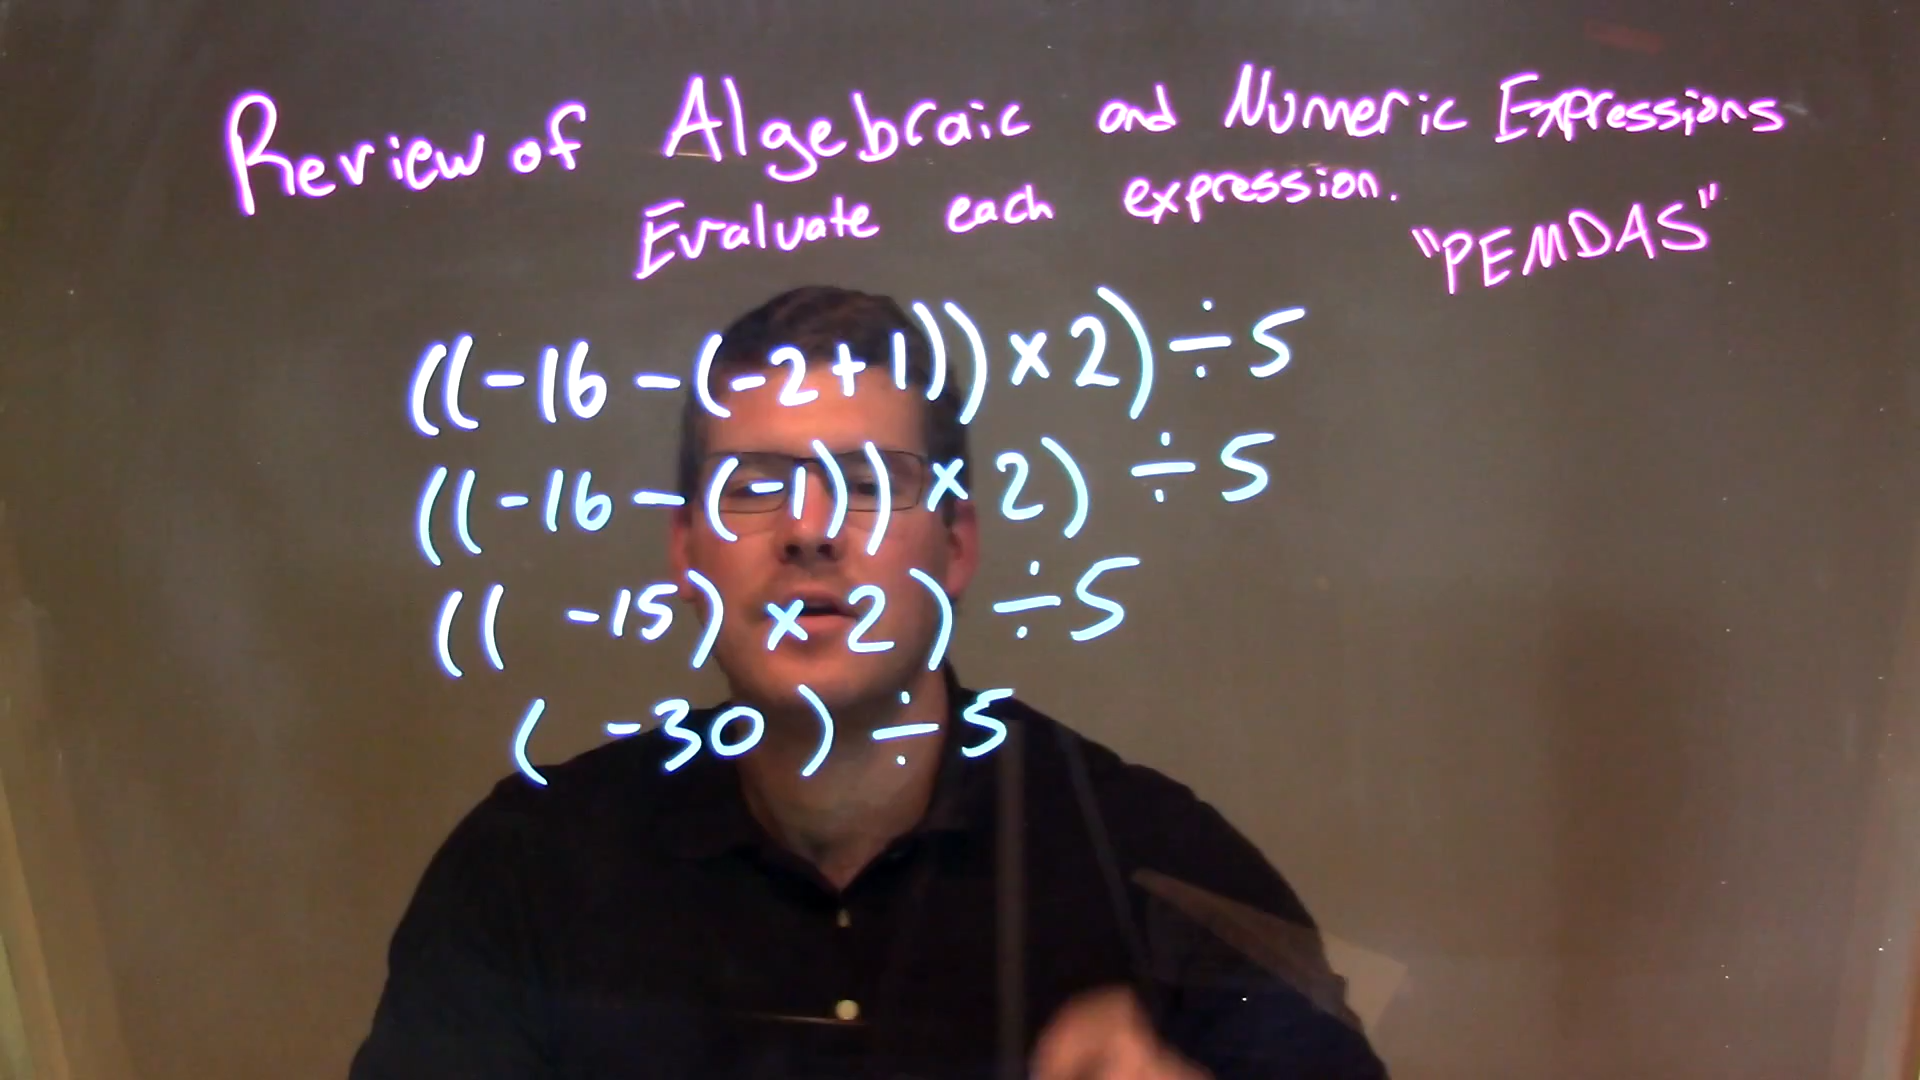 Review of Algebraic and Numeric Expressions
Evaluate each expression.
"PEMDAS"
((-16-(-2+1))×2)÷5
((-16-(-1))×2)÷5
((-15)×2)÷5
(-30)÷5